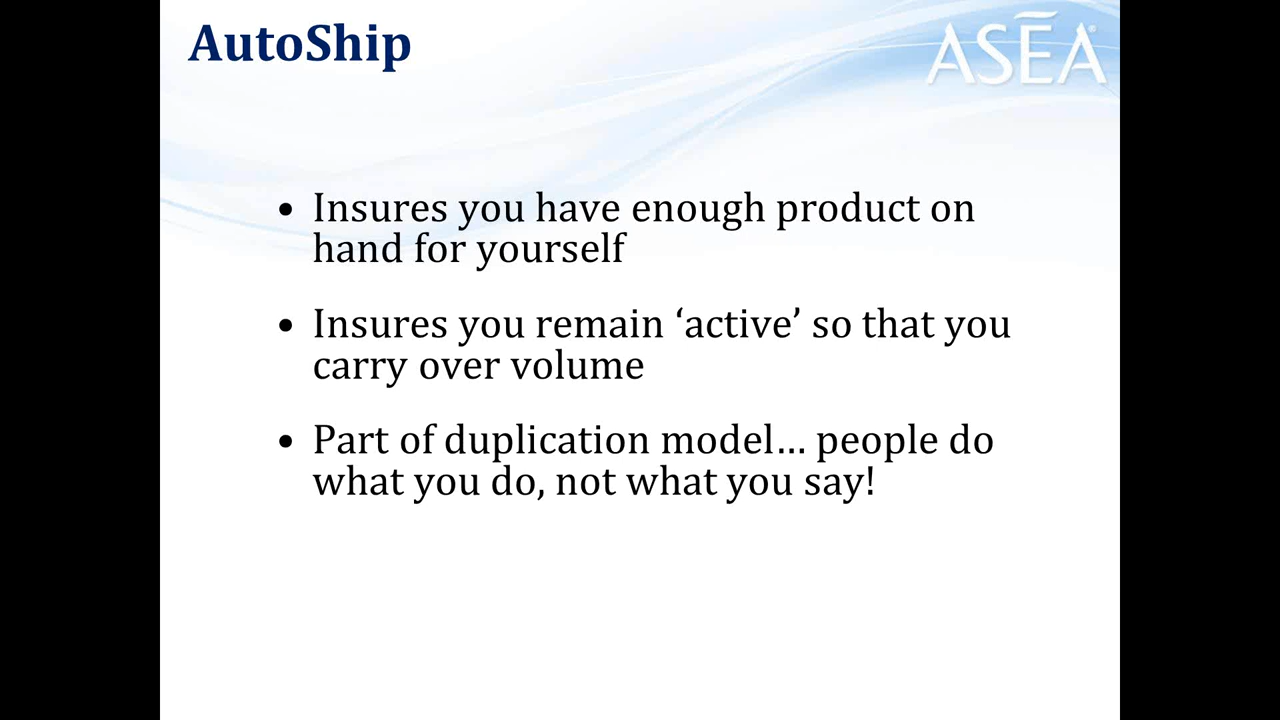 AutoShip
ASEA
• Insures you have enough product on
hand for yourself
• Insures you remain ‘active’ so that you
carry over volume
• Part of duplication model... people do
what you do, not what you say!